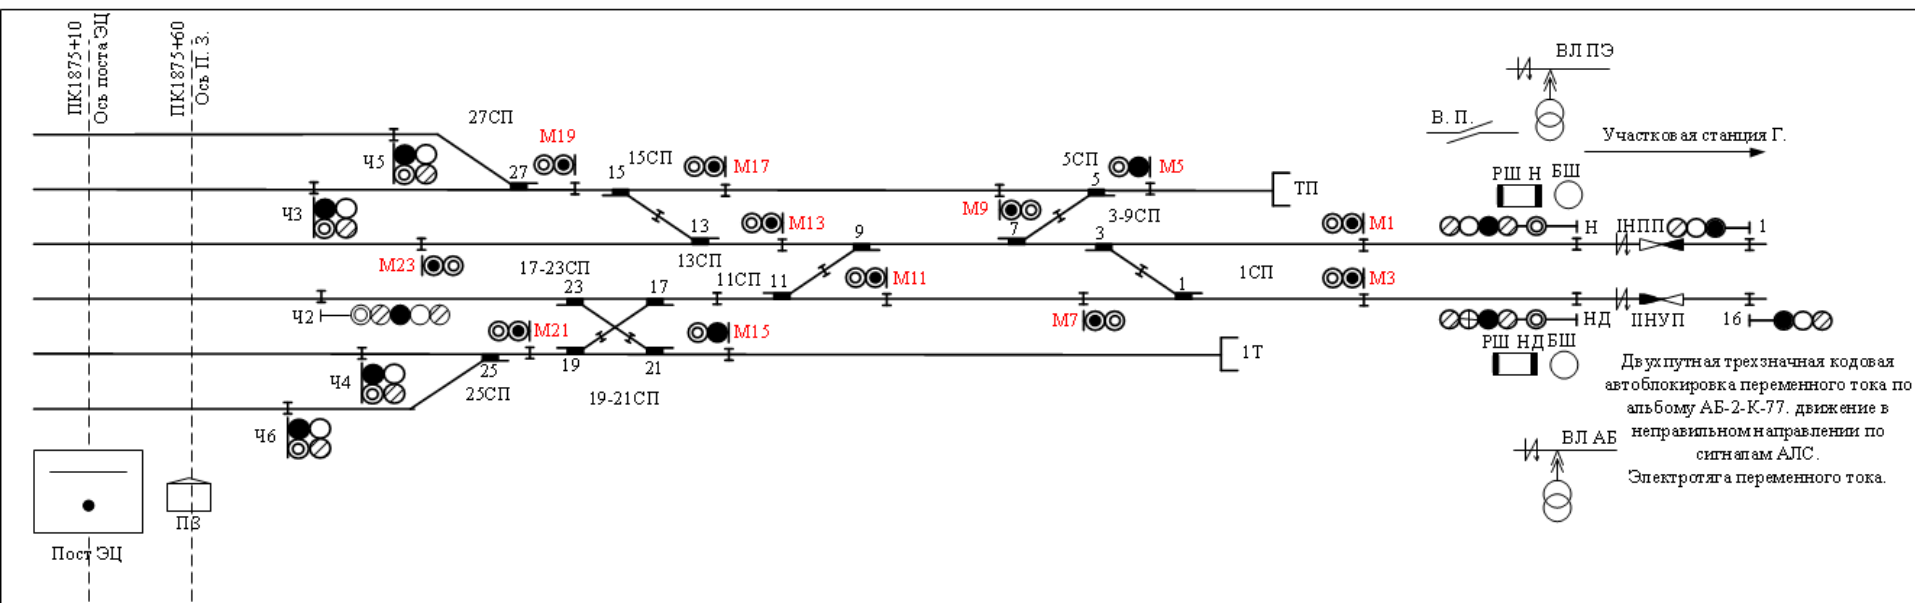 ПК1875+10
Ось поста ЭЦ
ПК1875+60
Ось П. З.
ВЛ ПЭ
В. П.
Участковая станция Г.
27СП
М19
Ч5
27
15
15СП
М17
5СП
М5
5
ТП
РШ Н
БШ
Ч3
М9
3-9СП
М13
13
9
7
3
М1
Н
1НПП
1
М23
13СП
17-23СП
11СП
23
17
11
М11
1СП
1
М3
Ч2
М21
М15
М7
НД
ПНУП
16
РШ НД
БШ
1Т
Ч4
25
19
21
25СП
19-21СП
Двухпутная трехзначная кодовая
автоблокировка переменного тока по
альбому АБ-2-К-77. движение в
неправильном направлении по
сигналам АЛС.
Электротяга переменного тока.
Ч6
ВЛ АБ
ПЗ
Пост ЭЦ